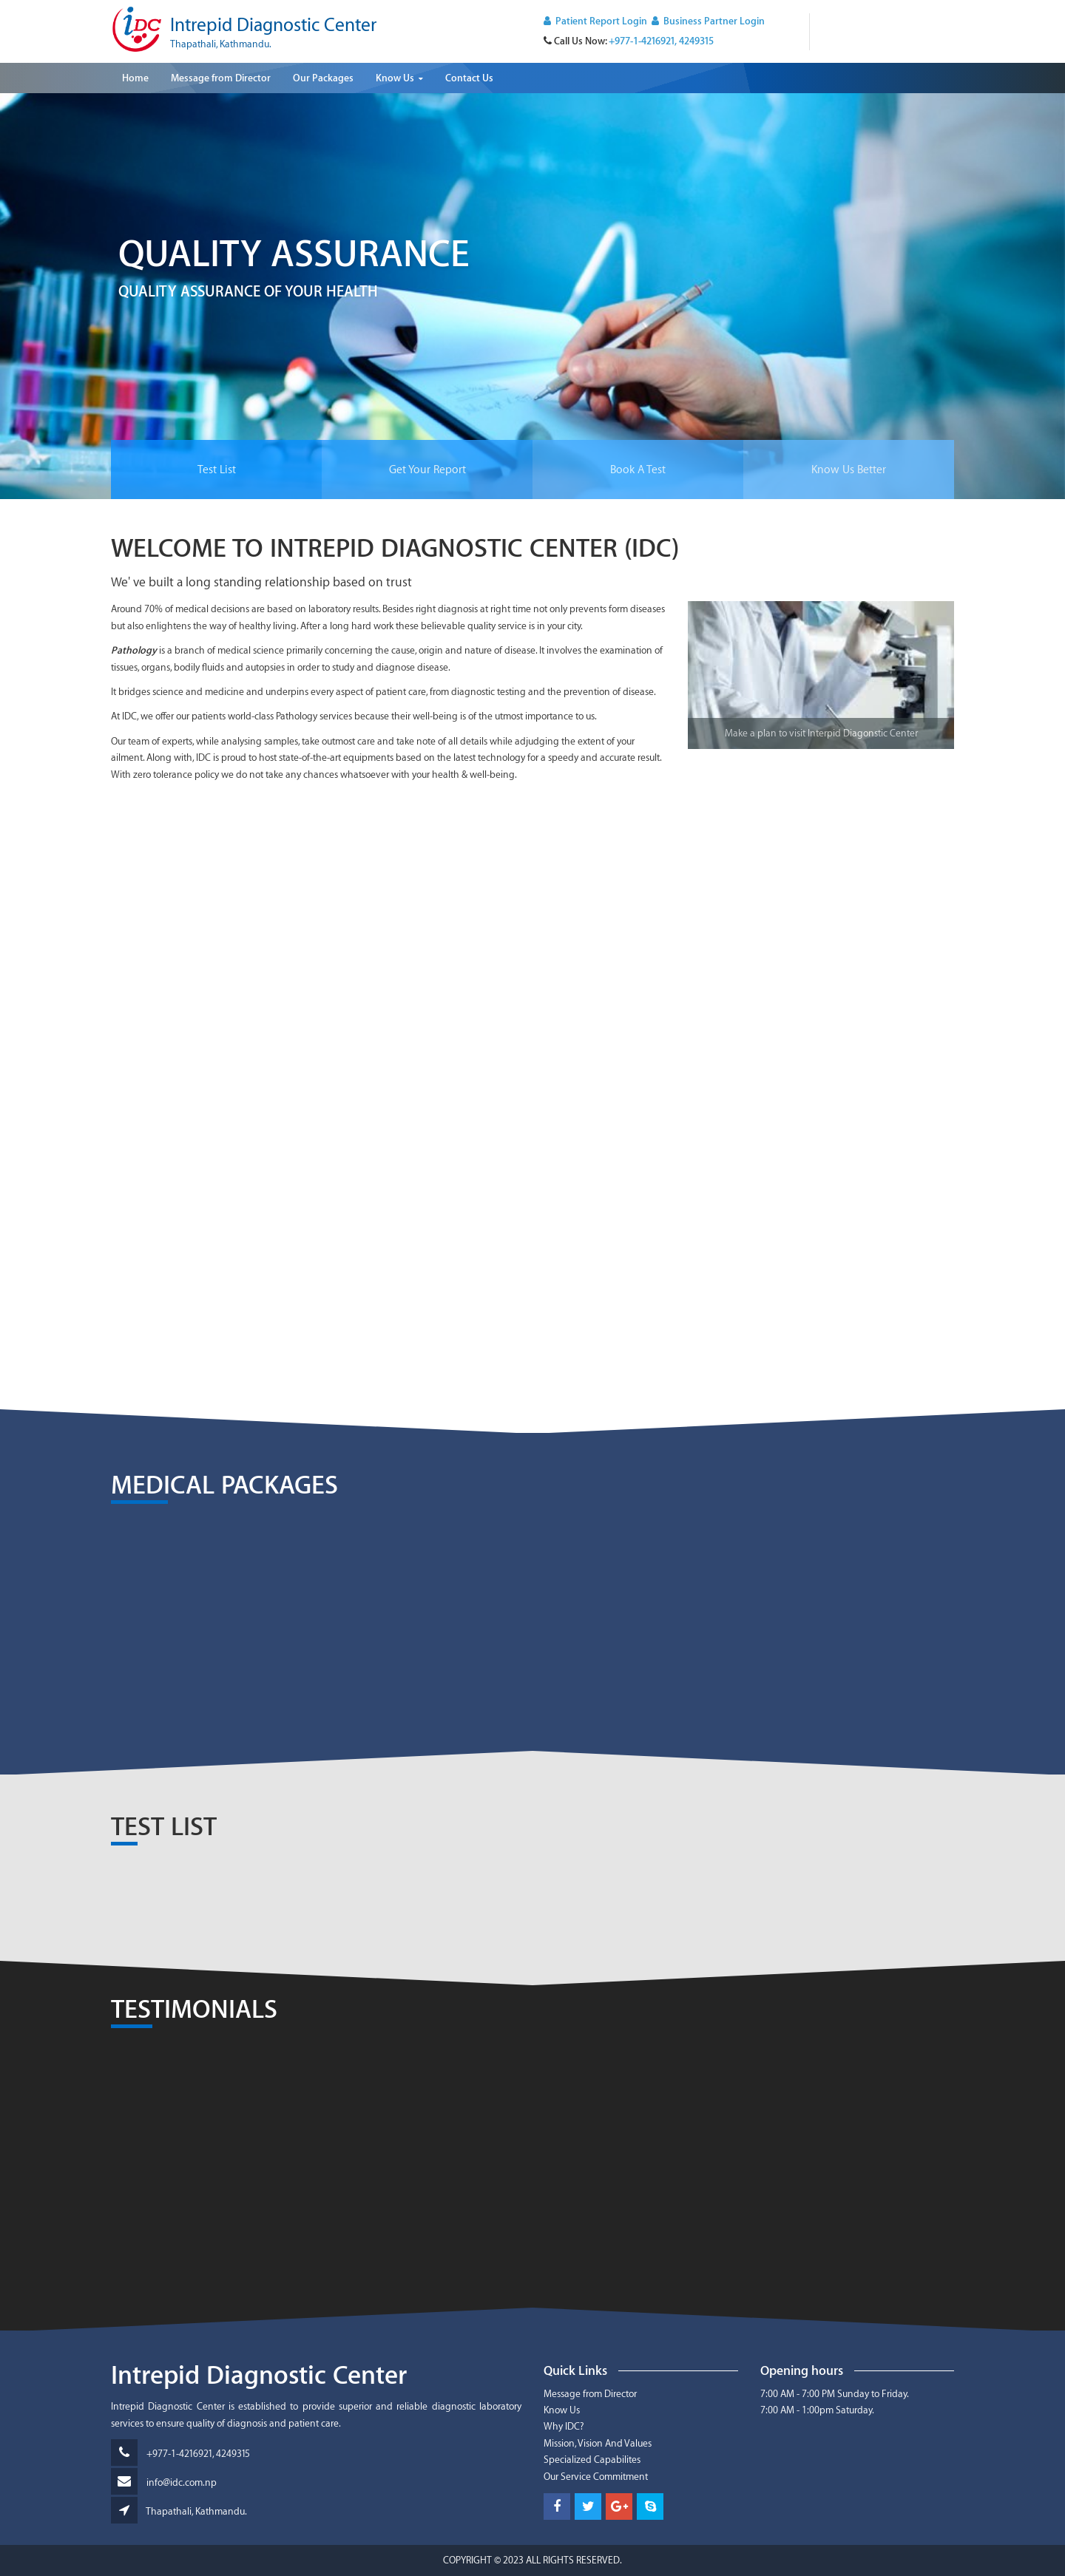 iDC
Intrepid Diagnostic Center
Thapathali, Kathmandu.
Patient Report Login Business Partner Login
Call Us Now: +977-1-4216921, 4249315
Home Message from Director Our Packages Know Us Contact Us
QUALITY ASSURANCE
QUALITY ASSURANCE OF YOUR HEALTH
Test List Get Your Report Book A Test Know Us Better
WELCOME TO INTREPID DIAGNOSTIC CENTER (IDC)
We' ve built a long standing relationship based on trust
Around 70% of medical decisions are based on laboratory results. Besides right diagnosis at right time not only prevents form diseases
but also enlightens the way of healthy living. After a long hard work these believable quality service is in your city.
Pathology is a branch of medical science primarily concerning the cause, origin and nature of disease. It involves the examination of
tissues, organs, bodily fluids and autopsies in order to study and diagnose disease.
It bridges science and medicine and underpins every aspect of patient care, from diagnostic testing and the prevention of disease.
At IDC, we offer our patients world-class Pathology services because their well-being is of the utmost importance to us.
Our team of experts, while analysing samples, take outmost care and take note of all details while adjudging the extent of your
ailment. Along with, IDC is proud to host state-of-the-art equipments based on the latest technology for a speedy and accurate result.
With zero tolerance policy we do not take any chances whatsoever with your health & well-being.
Make a plan to visit Interpid Diagonstic Center
MEDICAL PACKAGES
TEST LIST
TESTIMONIALS
Intrepid Diagnostic Center
Intrepid Diagnostic Center is established to provide superior and reliable diagnostic laboratory
services to ensure quality of diagnosis and patient care.
+977-1-4216921, 4249315
info@idc.com.np
Thapathali, Kathmandu.
Quick Links
Message from Director
Know Us
Why IDC?
Mission, Vision And Values
Specialized Capabilites
Our Service Commitment
Opening hours
7:00 AM - 7:00 PM Sunday to Friday.
7:00 AM - 1:00pm Saturday.
COPYRIGHT © 2023 ALL RIGHTS RESERVED.